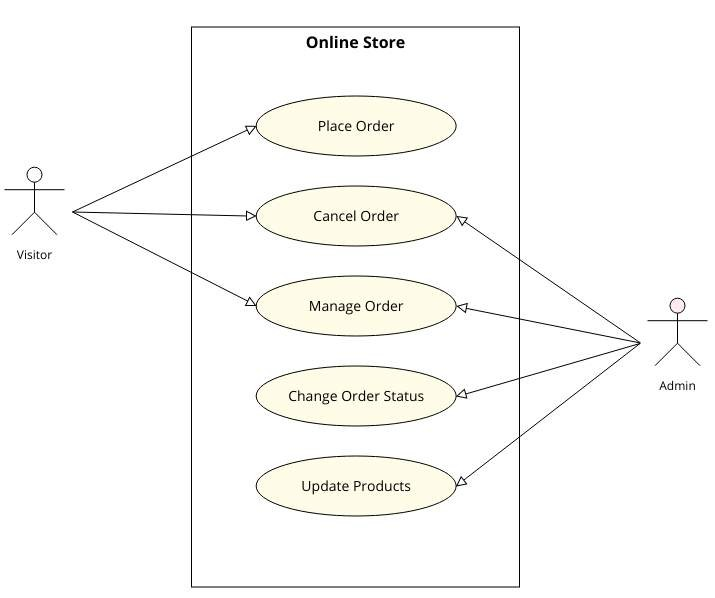 Online Store
Place Order
Cancel Order
Visitor
Manage Order
Admin
Change Order Status
Update Products